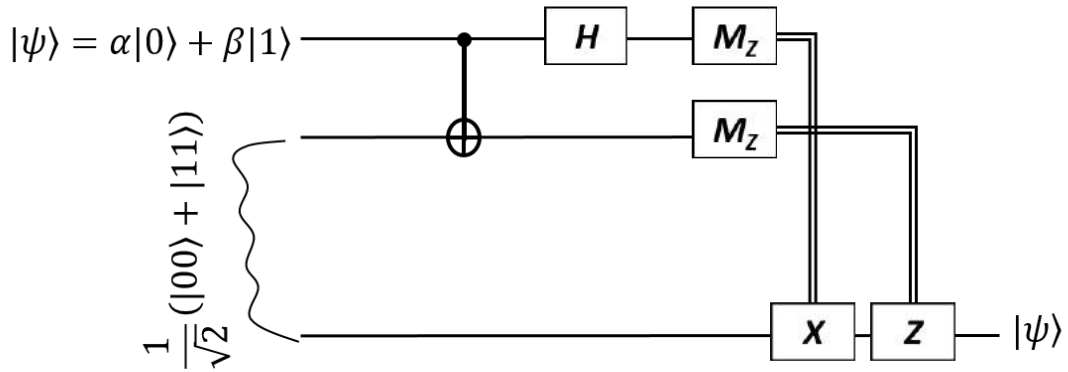 |ψ⟩ = α|0⟩ + β|1⟩
H
M_Z
M_Z
1/√2 (|00⟩ + |11⟩)
X
Z
|ψ⟩